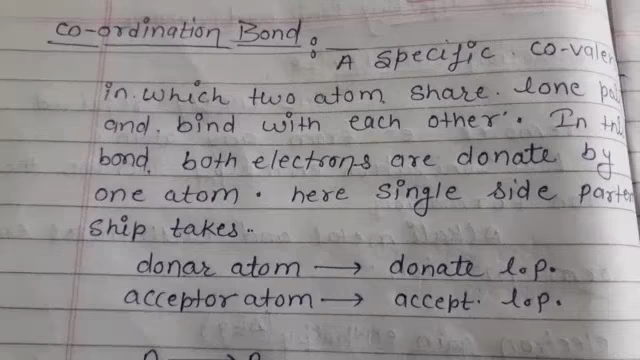 Co-ordination Bond :
A specific co-valen
in which two atom share lone pai
and bind with each other. In thi
bond, both electrons are donate by
one atom. here single side parten
ship takes..
donar atom → donate l.p.
acceptor atom → accept. l.p.